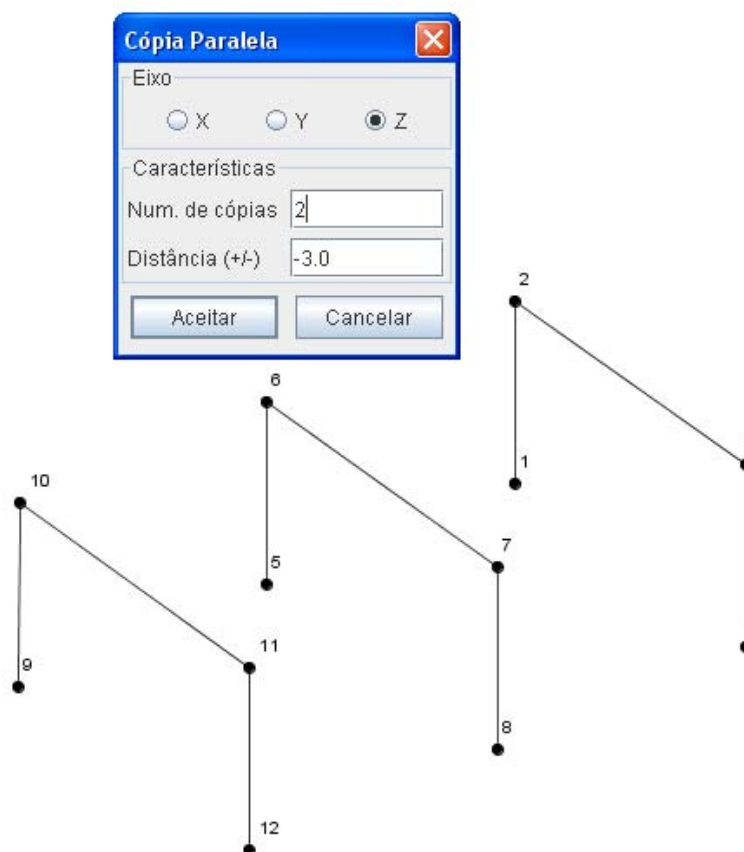 Cópia Paralela
Eixo
X Y Z
Características
Num. de cópias 2
Distância (+/-) -3.0
Aceitar Cancelar
2
6
1
10
7
5
11
9
8
12